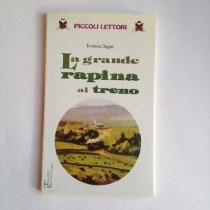 PICCOLI LETTORI
La grande
rapina
al treno